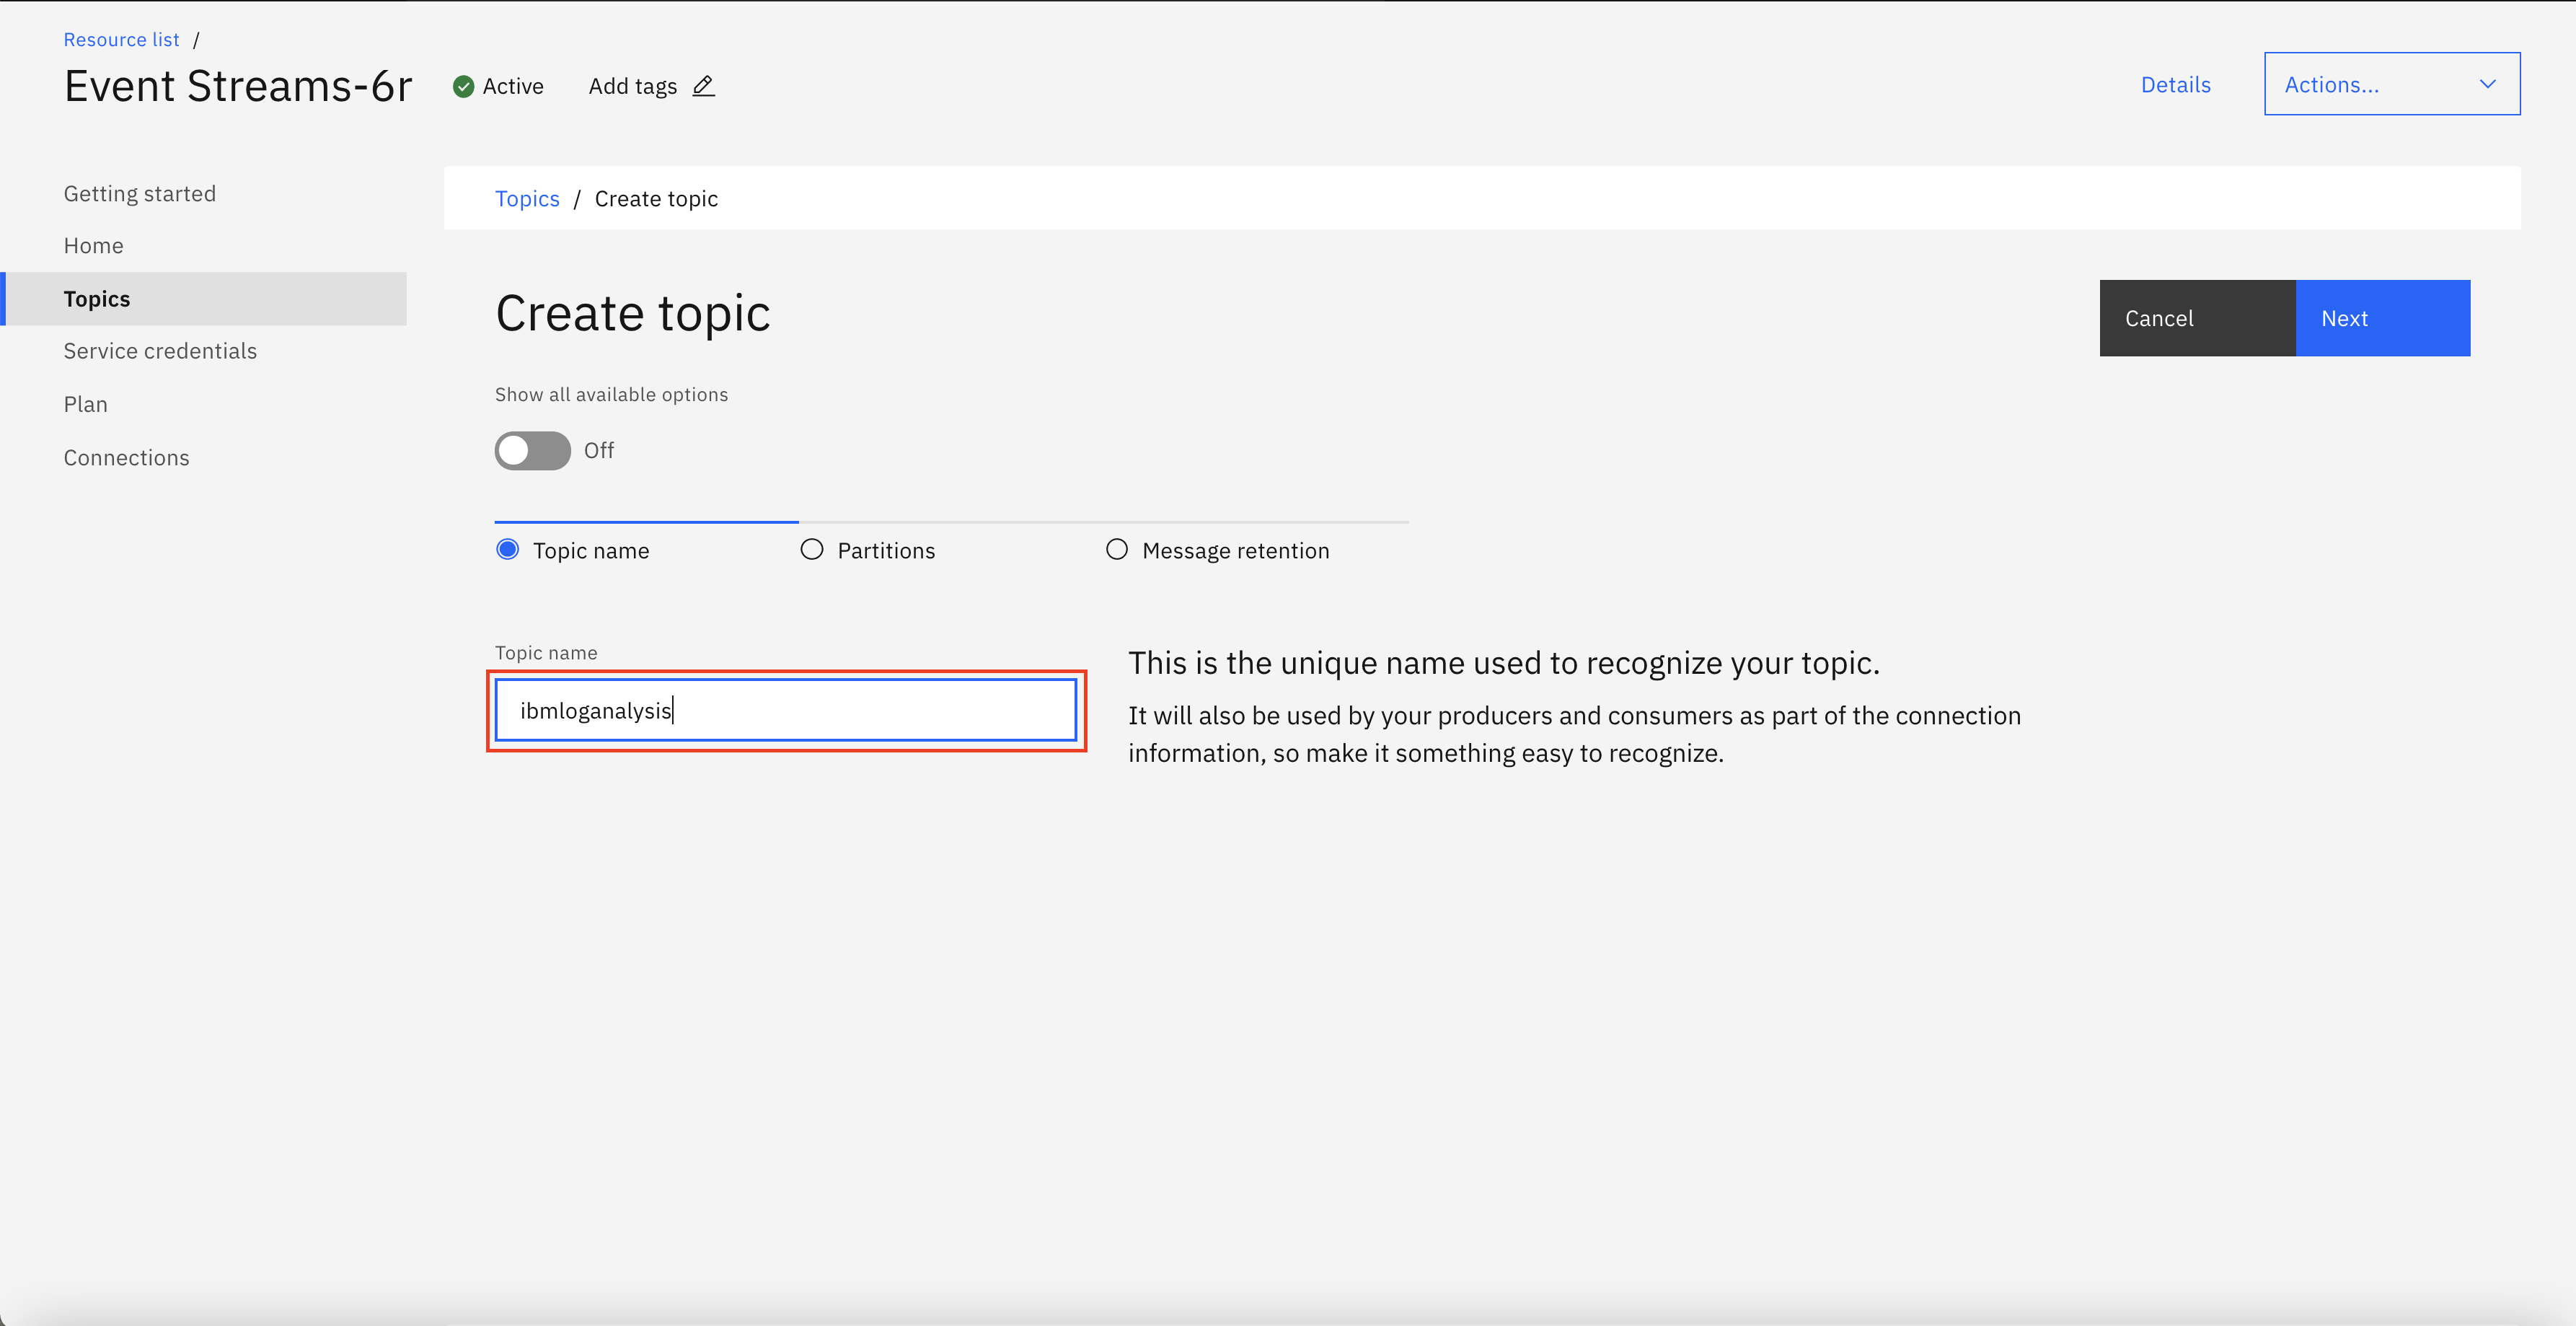 Resource list /
Event Streams-6r
Active
Add tags
Details
Actions...
Getting started
Home
Topics
Service credentials
Plan
Connections
Topics / Create topic
Create topic
Cancel
Next
Show all available options
Off
Topic name
Partitions
Message retention
Topic name
ibmloganalysis
This is the unique name used to recognize your topic.
It will also be used by your producers and consumers as part of the connection
information, so make it something easy to recognize.